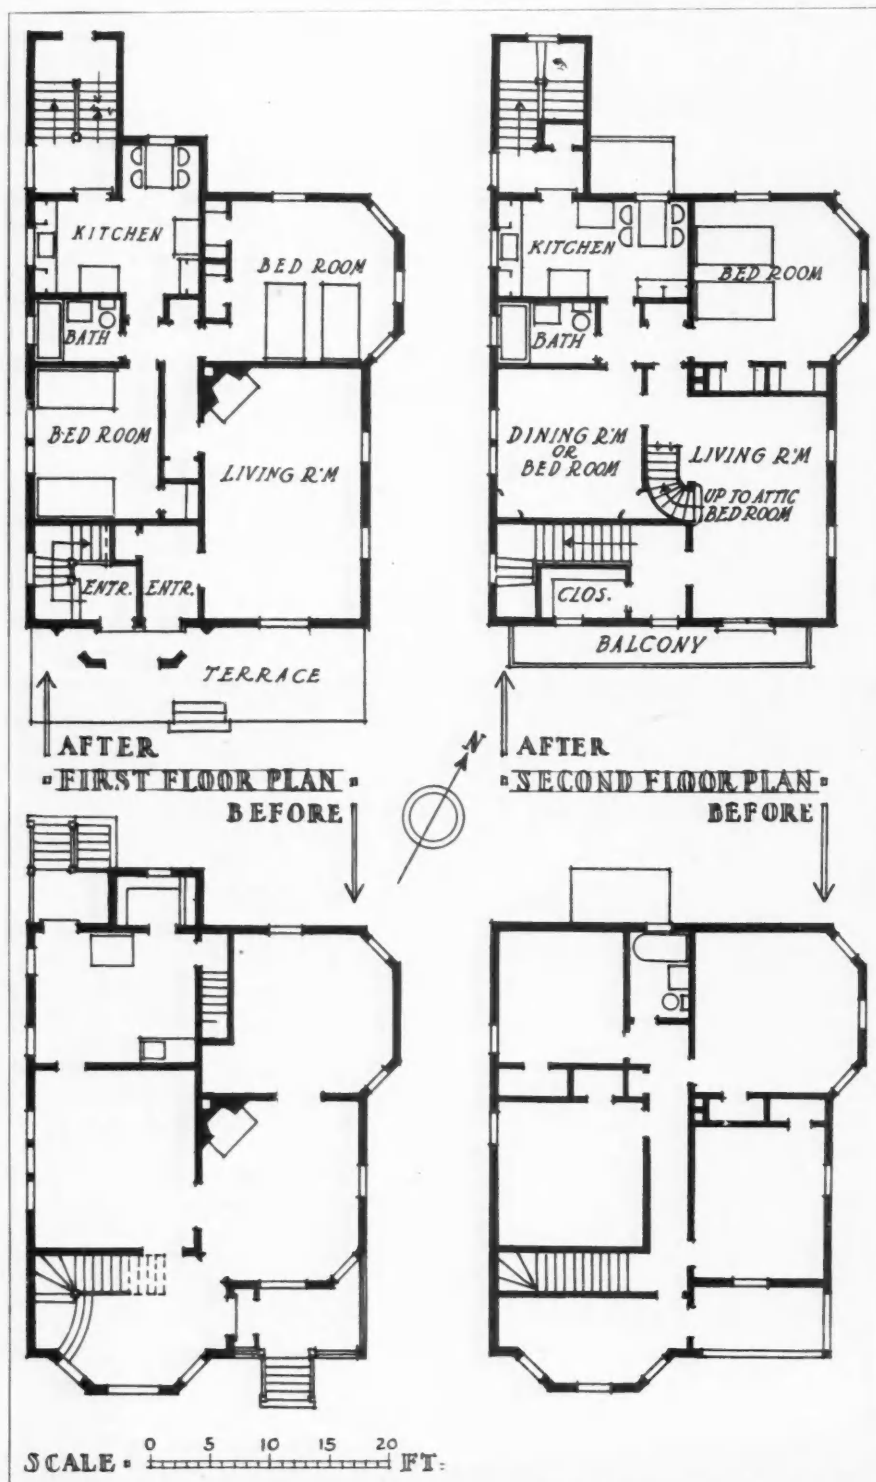 KITCHEN
BED ROOM
BATH
BED ROOM
LIVING R'M
ENTR.
ENTR.
TERRACE
AFTER
FIRST FLOOR PLAN
BEFORE
KITCHEN
BED ROOM
BATH
DINING R'M
OR
BED ROOM
LIVING R'M
UP TO ATTIC
BED ROOM
CLOS.
BALCONY
N
AFTER
SECOND FLOOR PLAN
BEFORE
SCALE 0 5 10 15 20 FT.